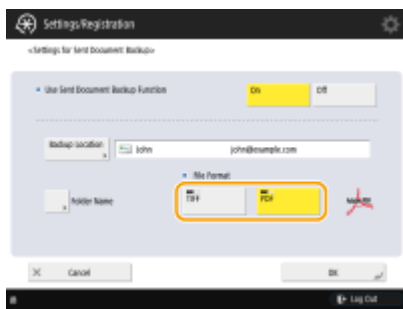 Settings/Registration
<Settings for Sent Document Backup>
Use Sent Document Backup Function
On
Off
Backup Location
John
john@example.com
File Format
Folder Name
TIFF
PDF
Cancel
OK
Log Out